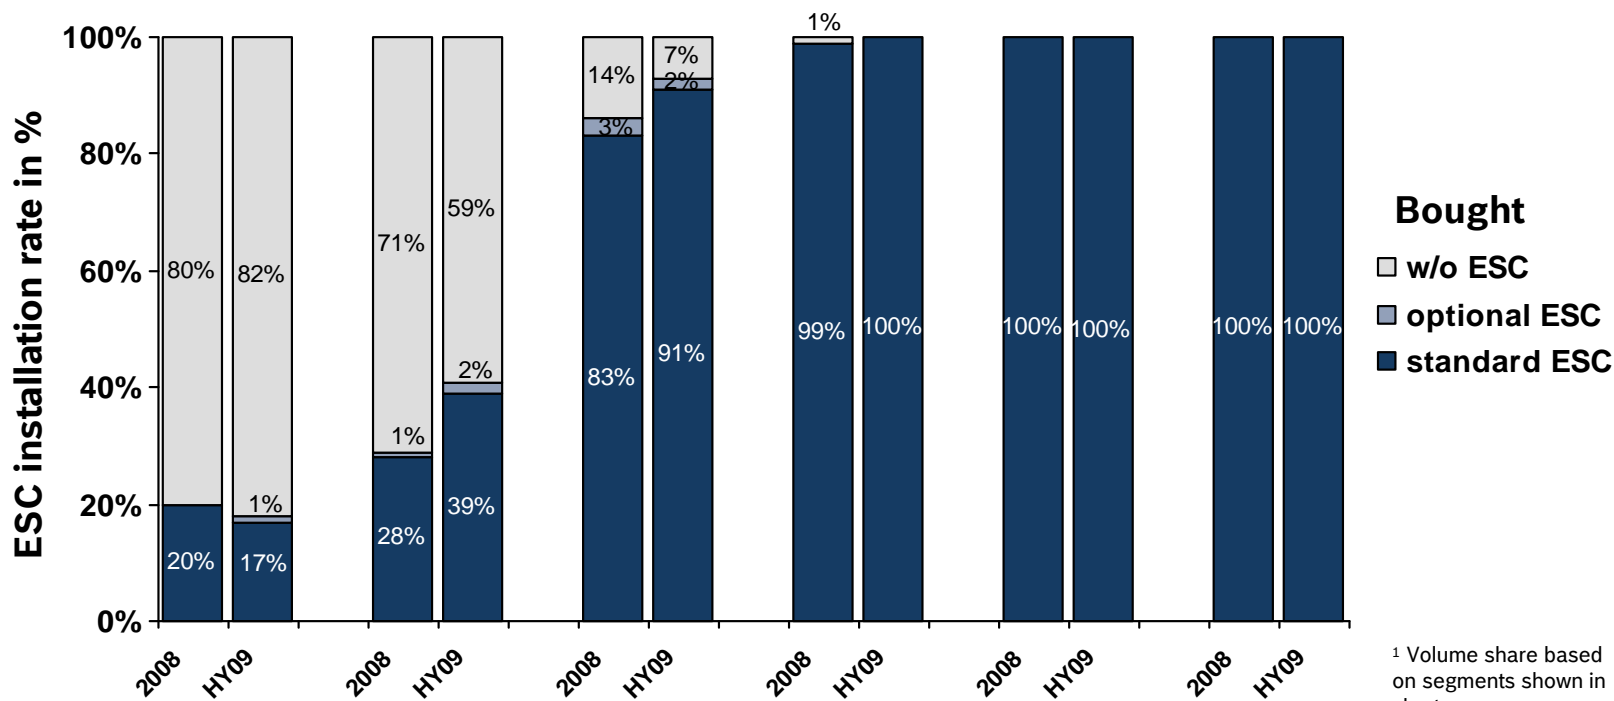 ESC installation rate in %
100%
80%
60%
40%
20%
0%
80%
20%
82%
1%
17%
71%
1%
28%
59%
2%
39%
14%
3%
83%
7%
2%
91%
1%
99%
100%
100%
100%
100%
100%
2008
HY09
2008
HY09
2008
HY09
2008
HY09
2008
HY09
2008
HY09
Bought
w/o ESC
optional ESC
standard ESC
¹ Volume share based
on segments shown in